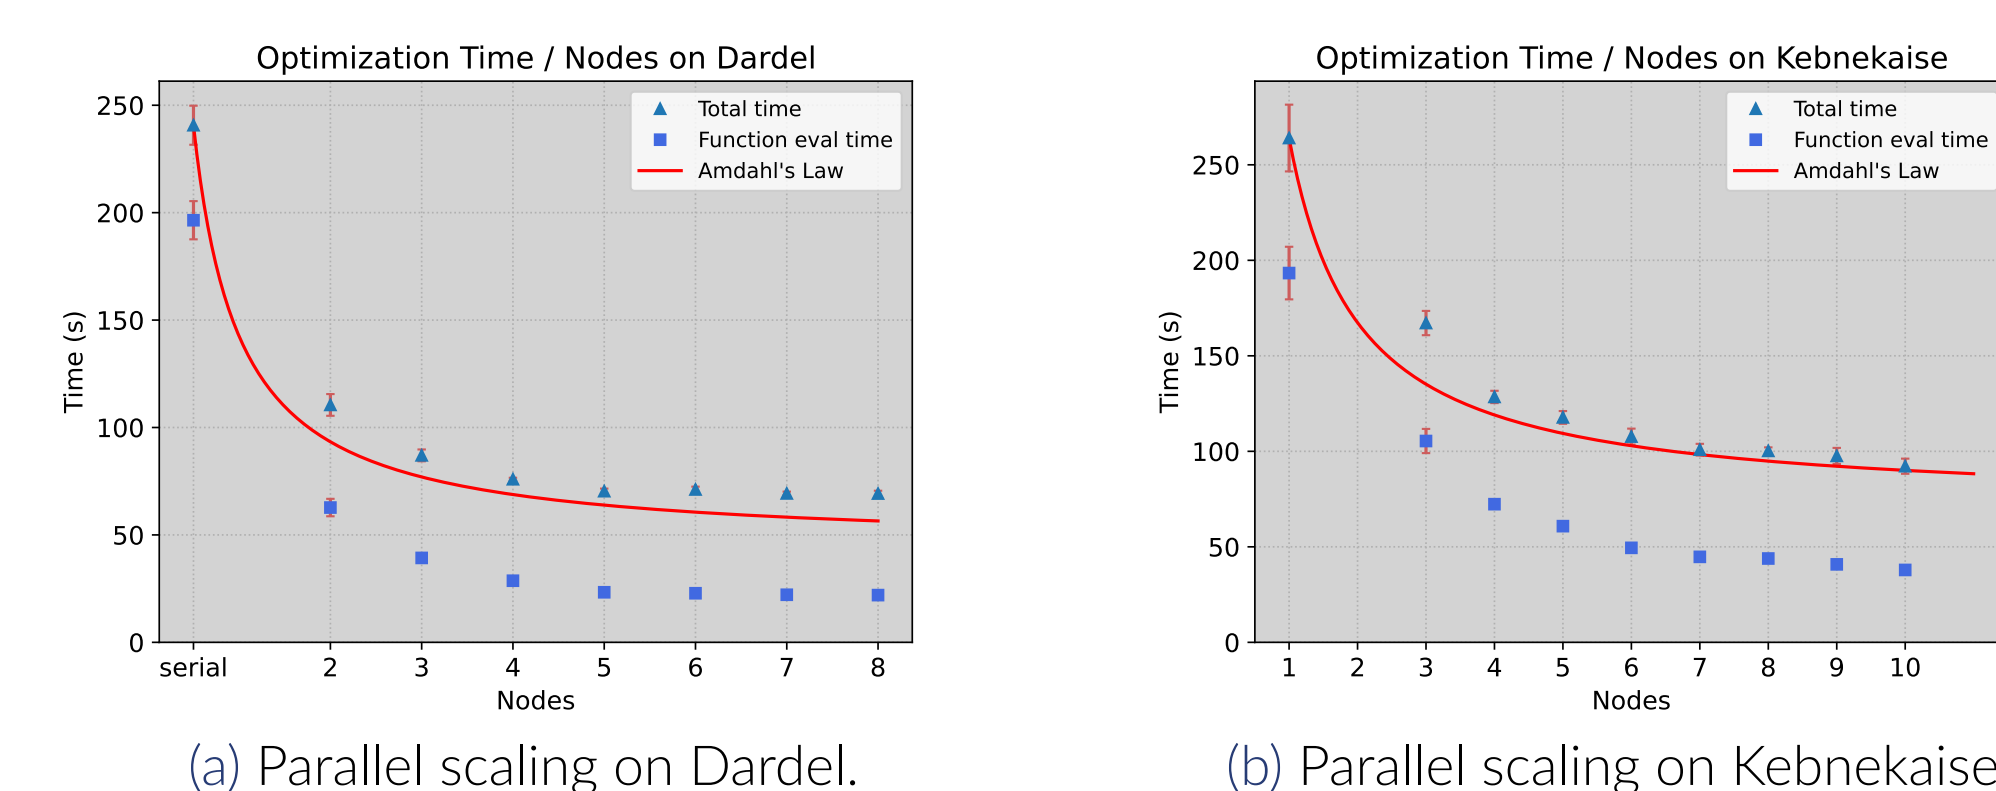 Optimization Time / Nodes on Dardel
250
200
150
100
50
0
Time (s)
Total time
Function eval time
Amdahl's Law
serial 2 3 4 5 6 7 8
Nodes
(a) Parallel scaling on Dardel.
Optimization Time / Nodes on Kebnekaise
250
200
150
100
50
0
Time (s)
Total time
Function eval time
Amdahl's Law
1 2 3 4 5 6 7 8 9 10
Nodes
(b) Parallel scaling on Kebnekaise